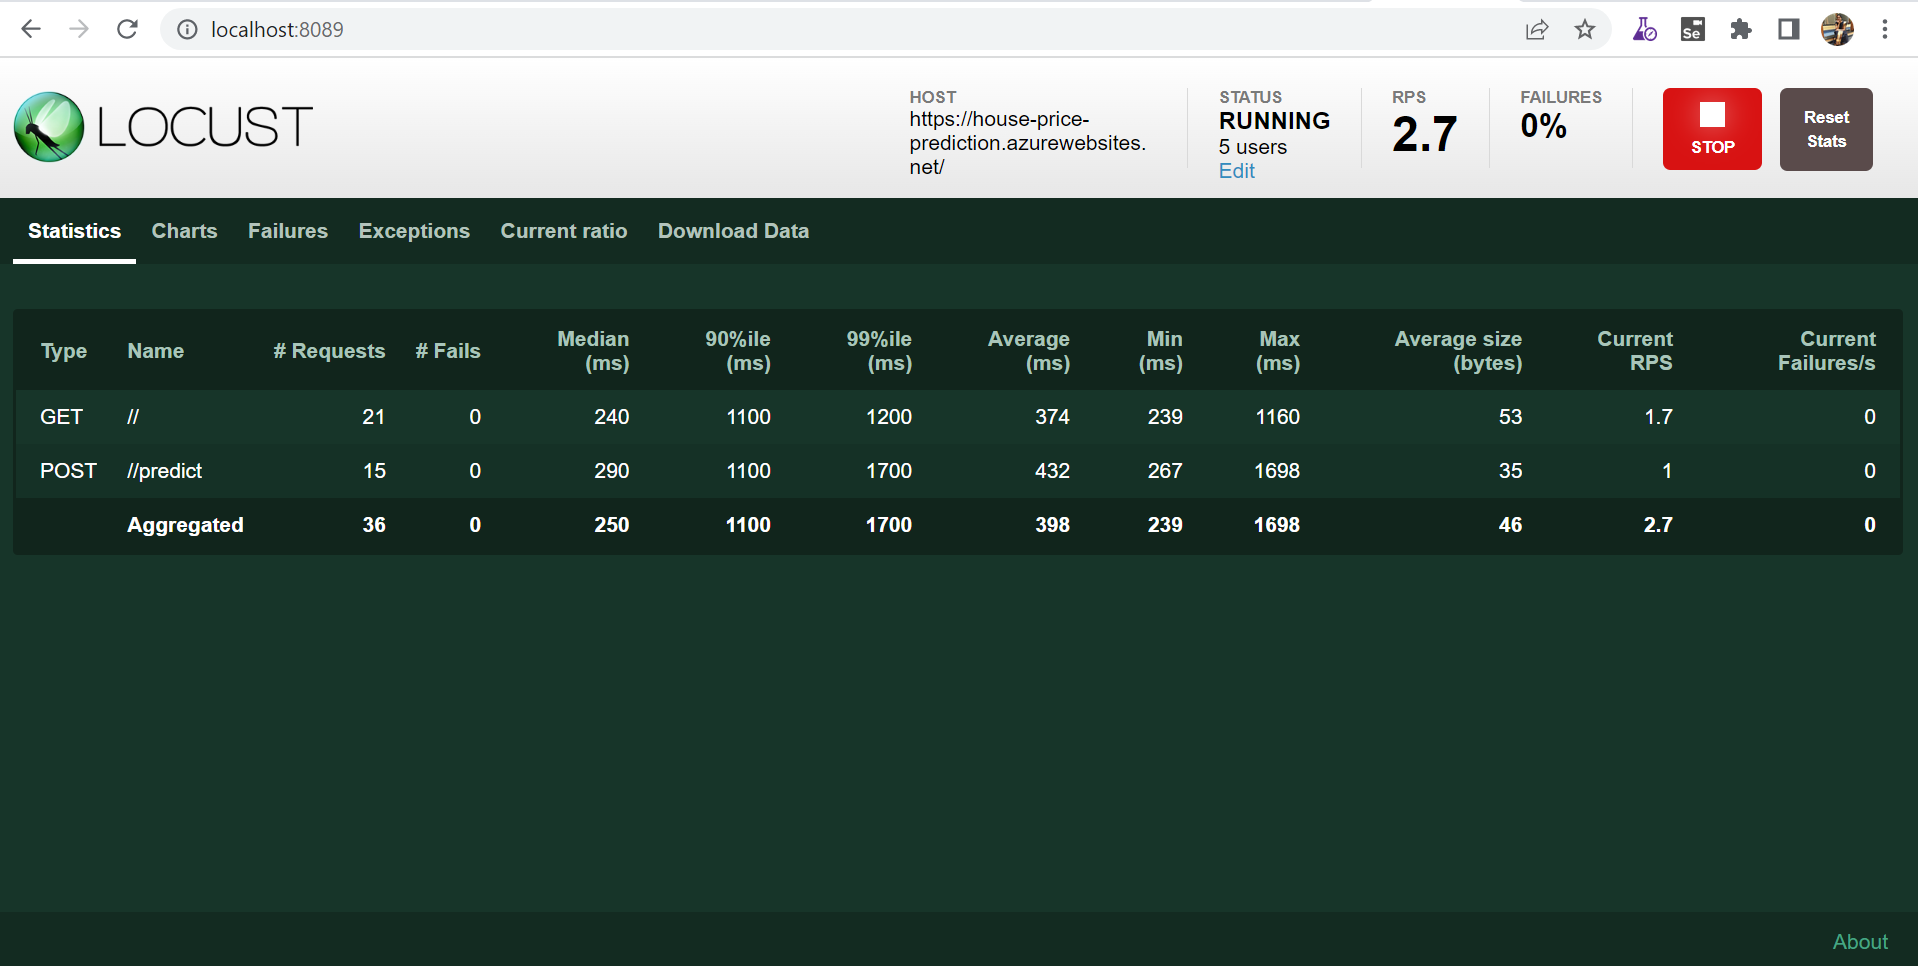 localhost:8089
Se
LOCUST
HOST
https://house-price-
prediction.azurewebsites.
net/
STATUS
RUNNING
5 users
Edit
RPS
2.7
FAILURES
0%
STOP
Reset
Stats
Statistics Charts Failures Exceptions Current ratio Download Data
Type Name # Requests # Fails Median (ms) 90%ile (ms) 99%ile (ms) Average (ms) Min (ms) Max (ms) Average size (bytes) Current RPS Current Failures/s
GET // 21 0 240 1100 1200 374 239 1160 53 1.7 0
POST //predict 15 0 290 1100 1700 432 267 1698 35 1 0
Aggregated 36 0 250 1100 1700 398 239 1698 46 2.7 0
About